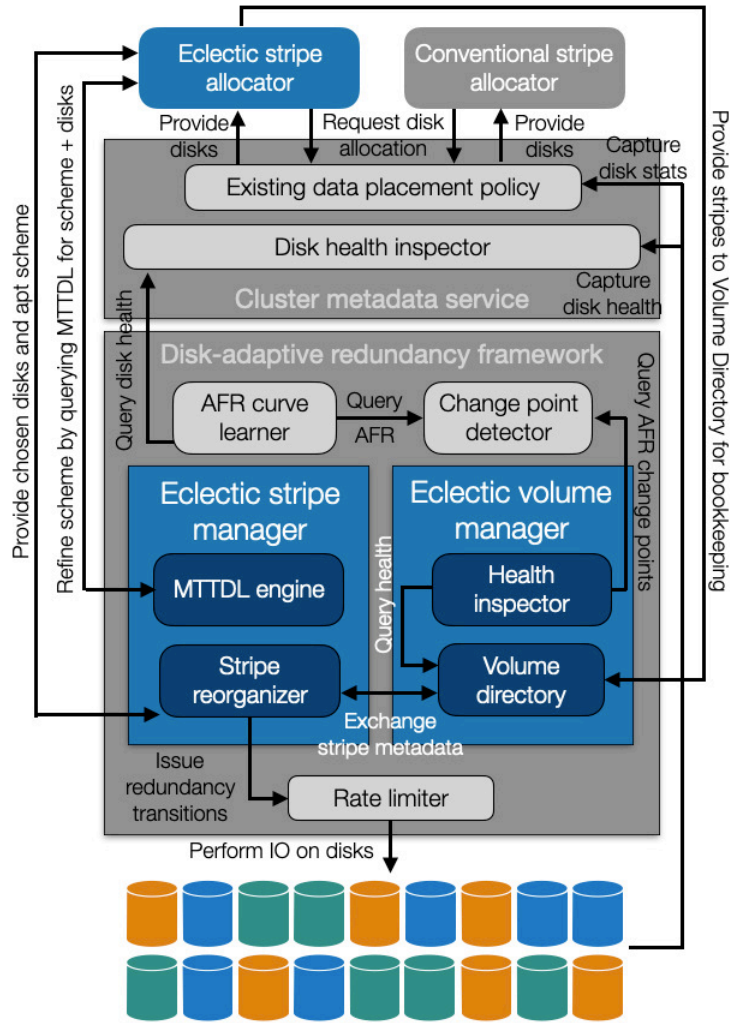 Eclectic stripe
allocator
Conventional stripe
allocator
Provide
disks
Request disk
allocation
Provide
disks
Capture
disk stats
Existing data placement policy
Disk health inspector
Cluster metadata service
Capture
disk health
Provide chosen disks and apt scheme
Refine scheme by querying MTTDL for scheme + disks
Query disk health
Provide stripes to Volume Directory for bookkeeping
Disk-adaptive redundancy framework
AFR curve
learner
Query
AFR
Change point
detector
Query AFR change points
Eclectic stripe
manager
Eclectic volume
manager
MTTDL engine
Query health
Health
inspector
Stripe
reorganizer
Volume
directory
Exchange
stripe metadata
Issue
redundancy
transitions
Rate limiter
Perform IO on disks